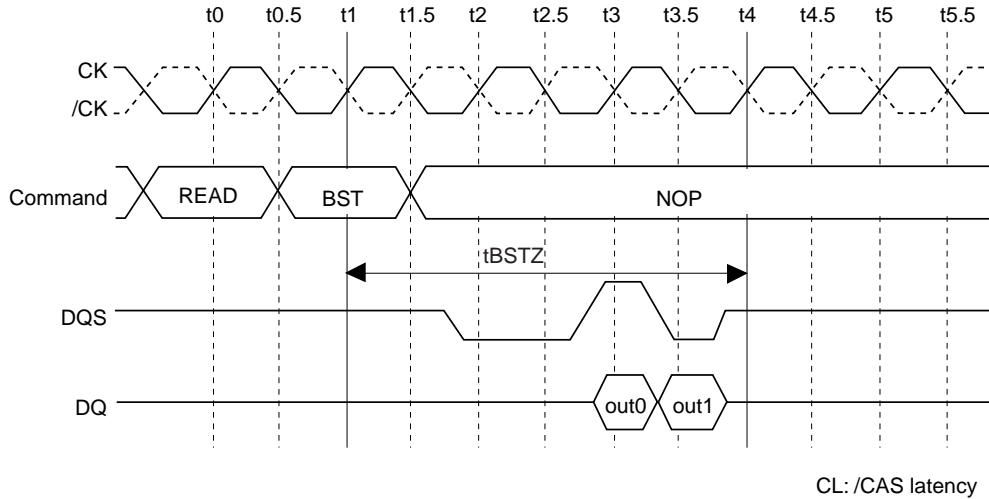 t0 t0.5 t1 t1.5 t2 t2.5 t3 t3.5 t4 t4.5 t5 t5.5
CK
/CK
Command READ BST NOP
tBSTZ
DQS
DQ out0 out1
CL: /CAS latency